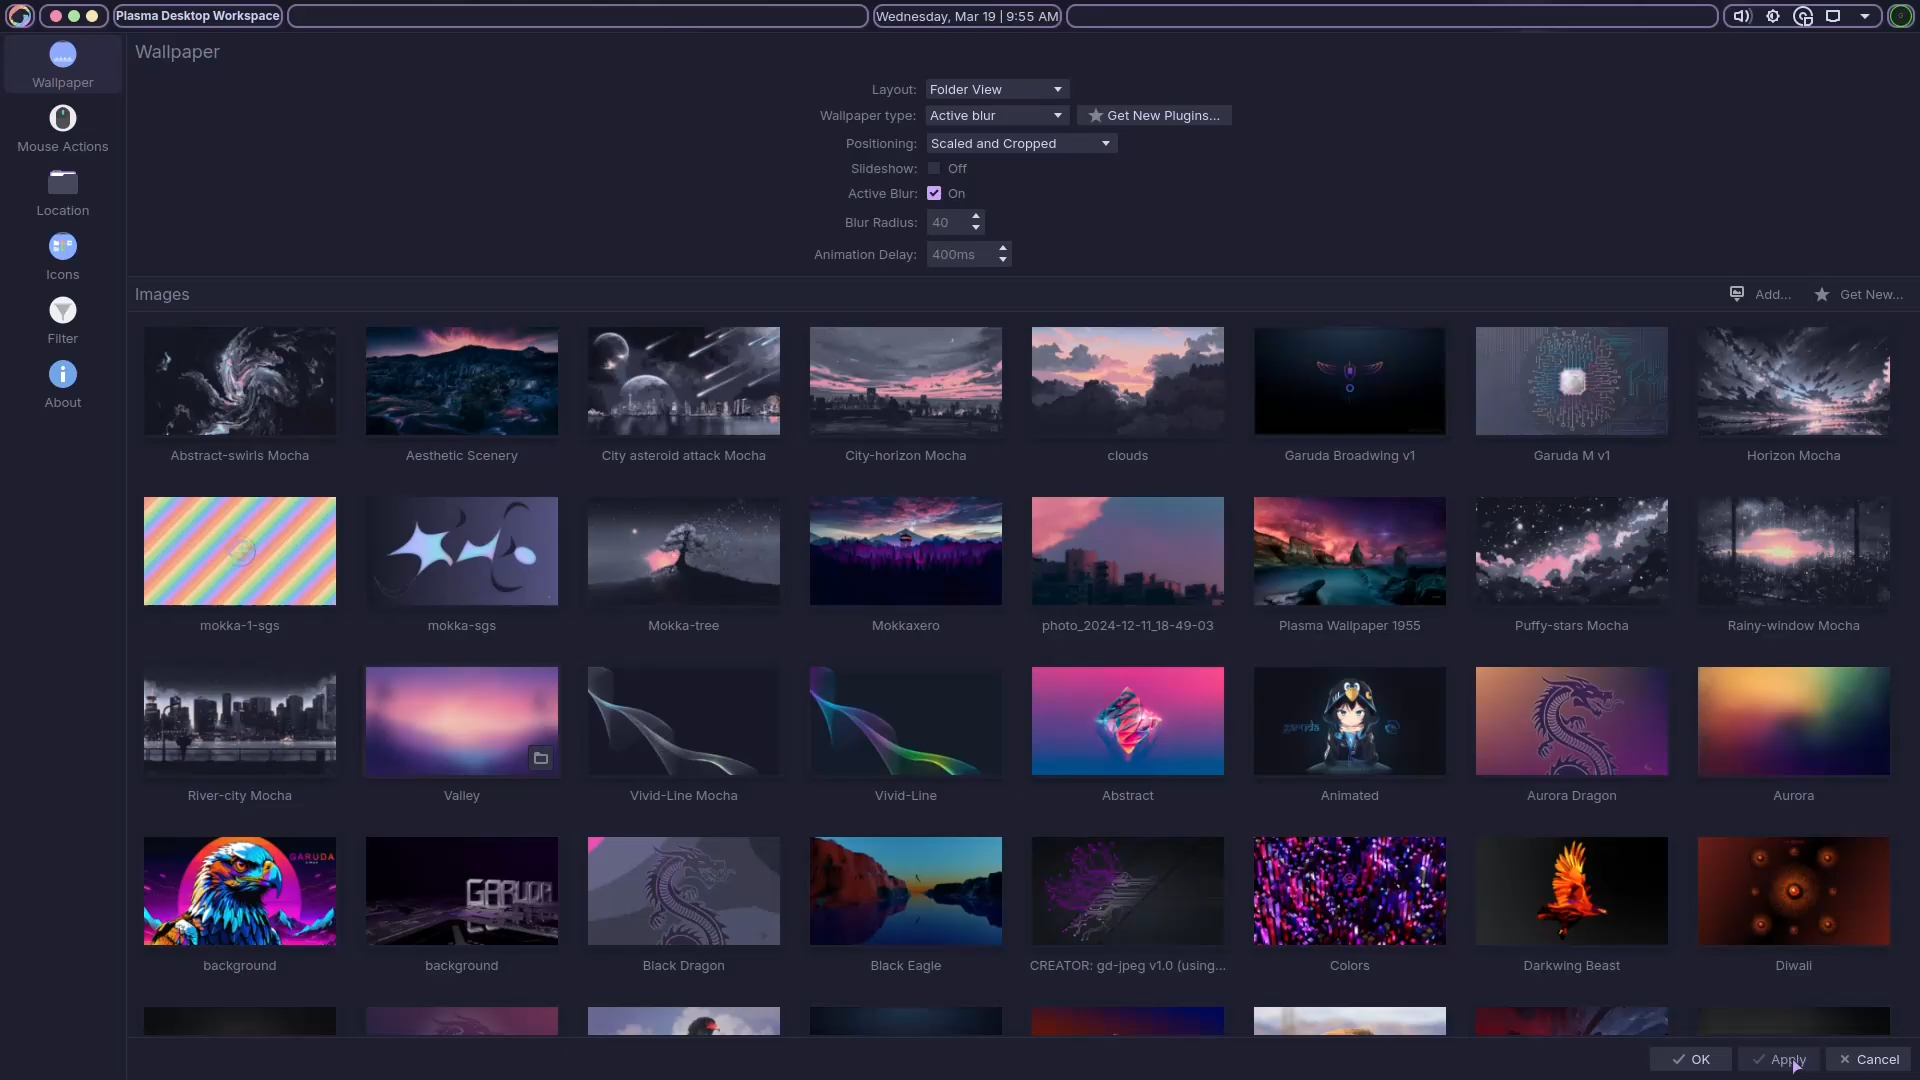 Plasma Desktop Workspace
Wednesday, Mar 19 | 9:55 AM
Wallpaper
Mouse Actions
Location
Icons
Filter
About
Wallpaper
Layout: Folder View
Wallpaper type: Active blur Get New Plugins...
Positioning: Scaled and Cropped
Slideshow: Off
Active Blur: On
Blur Radius: 40
Animation Delay: 400ms
Images Add... Get New...
Abstract-swirls Mocha Aesthetic Scenery City asteroid attack Mocha City-horizon Mocha clouds Garuda Broadwing v1 Garuda M v1 Horizon Mocha
mokka-1-sgs mokka-sgs Mokka-tree Mokkaxero photo_2024-12-11_18-49-03 Plasma Wallpaper 1955 Puffy-stars Mocha Rainy-window Mocha
garuda
River-city Mocha Valley Vivid-Line Mocha Vivid-Line Abstract Animated Aurora Dragon Aurora
GARUDA
GARUDA
background background Black Dragon Black Eagle CREATOR: gd-jpeg v1.0 (using... Colors Darkwing Beast Diwali
OK Apply Cancel